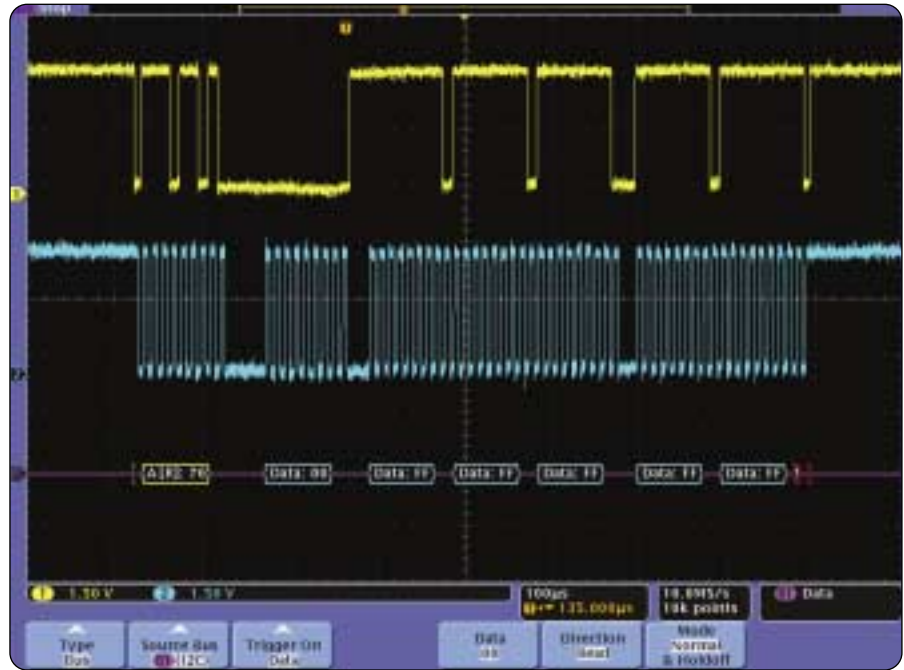 Stop
A [R]: 76
Data: 00
Data: FF
Data: FF
Data: FF
Data: FF
Data: FF
1 1.50 V
2 1.50 V
100µs
135.000µs
10.0MS/s
10k points
Data
Type
Bus
Source Bus
B1 (I2C)
Trigger On
Data
Data
00
Direction
Read
Mode
Normal
& Holdoff